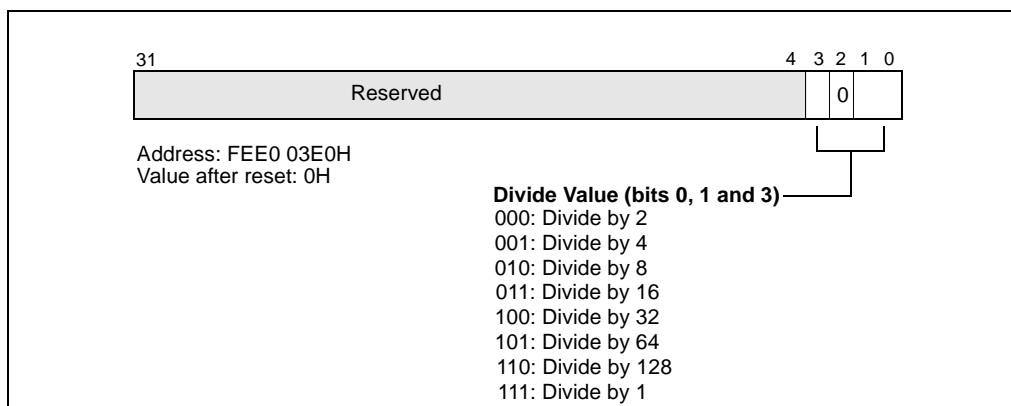 31 4 3 2 1 0
Reserved 0
Address: FEE0 03E0H
Value after reset: 0H
Divide Value (bits 0, 1 and 3)
000: Divide by 2
001: Divide by 4
010: Divide by 8
011: Divide by 16
100: Divide by 32
101: Divide by 64
110: Divide by 128
111: Divide by 1